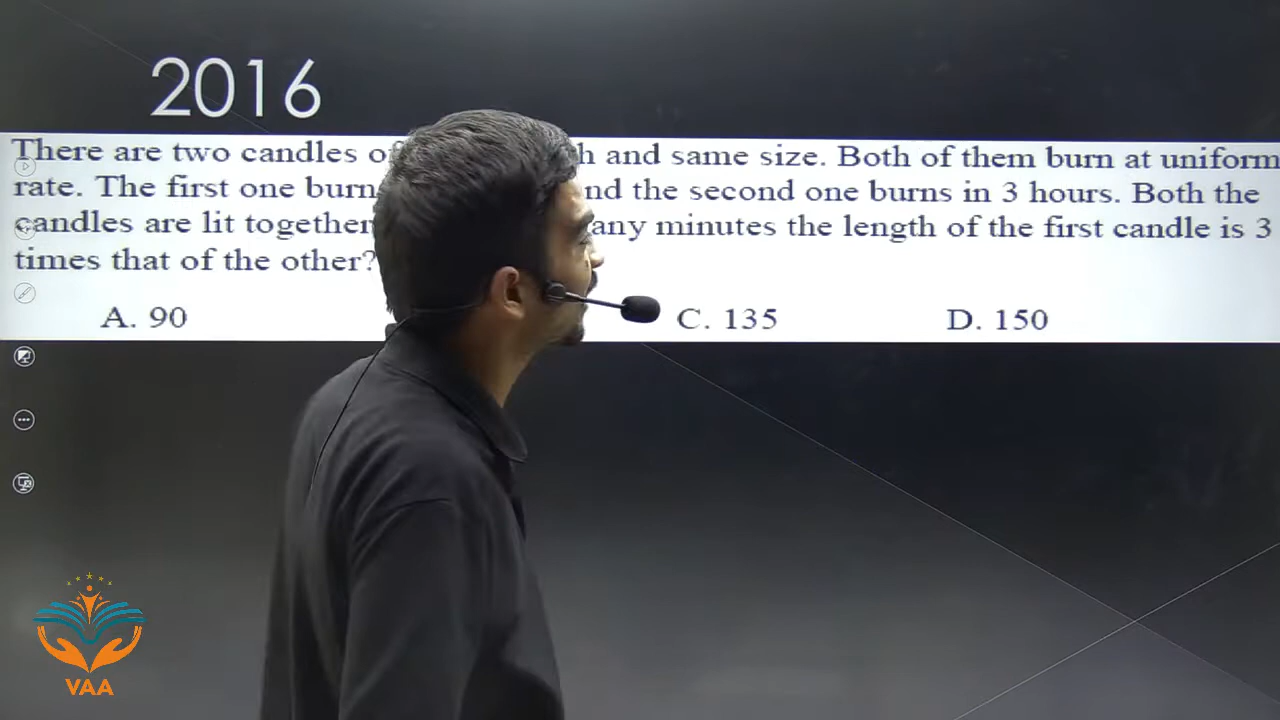 2016
There are two candles of h and same size. Both of them burn at uniform
rate. The first one burn nd the second one burns in 3 hours. Both the
candles are lit together any minutes the length of the first candle is 3
times that of the other?
A. 90 C. 135 D. 150
VAA